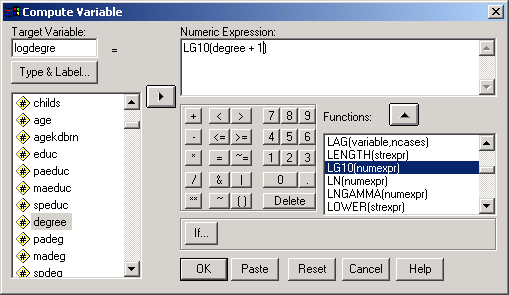 Compute Variable
Target Variable:
logdegre
=
Type & Label...
Numeric Expression:
LG10(degree + 1)
childs
age
agekdbrn
educ
paeduc
maeduc
speduc
degree
padeg
madeg
spdeg
+ < > 7 8 9
- <= >= 4 5 6
* = ~= 1 2 3
/ & | 0 .
** ~ ( ) Delete
Functions:
LAG(variable,ncases)
LENGTH(strexpr)
LG10(numexpr)
LN(numexpr)
LNGAMMA(numexpr)
LOWER(strexpr)
If...
OK Paste Reset Cancel Help